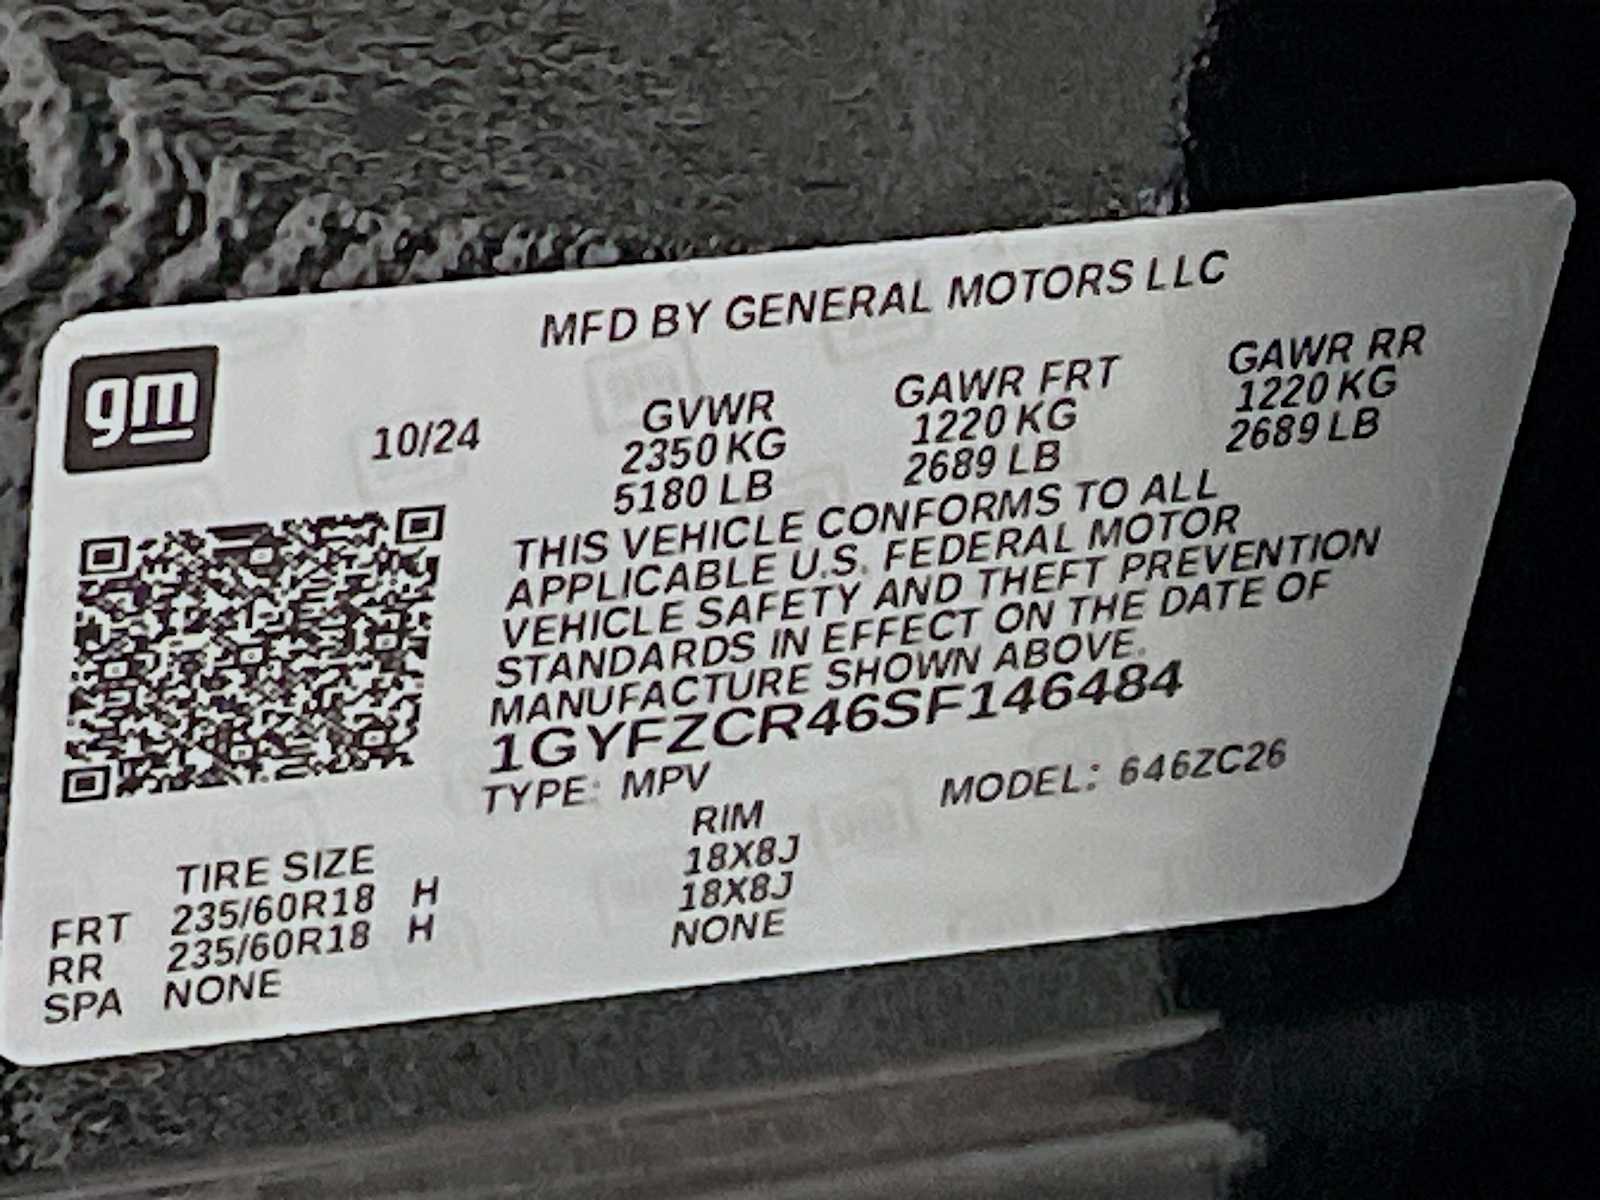 MFD BY GENERAL MOTORS LLC
gm
10/24
GVWR GAWR FRT GAWR RR
2350 KG 1220 KG 1220 KG
5180 LB 2689 LB 2689 LB
THIS VEHICLE CONFORMS TO ALL
APPLICABLE U.S. FEDERAL MOTOR
VEHICLE SAFETY AND THEFT PREVENTION
STANDARDS IN EFFECT ON THE DATE OF
MANUFACTURE SHOWN ABOVE.
1GYFZCR46SF146484
TYPE: MPV MODEL: 646ZC26
TIRE SIZE RIM
FRT 235/60R18 H 18X8J
RR 235/60R18 H 18X8J
SPA NONE NONE